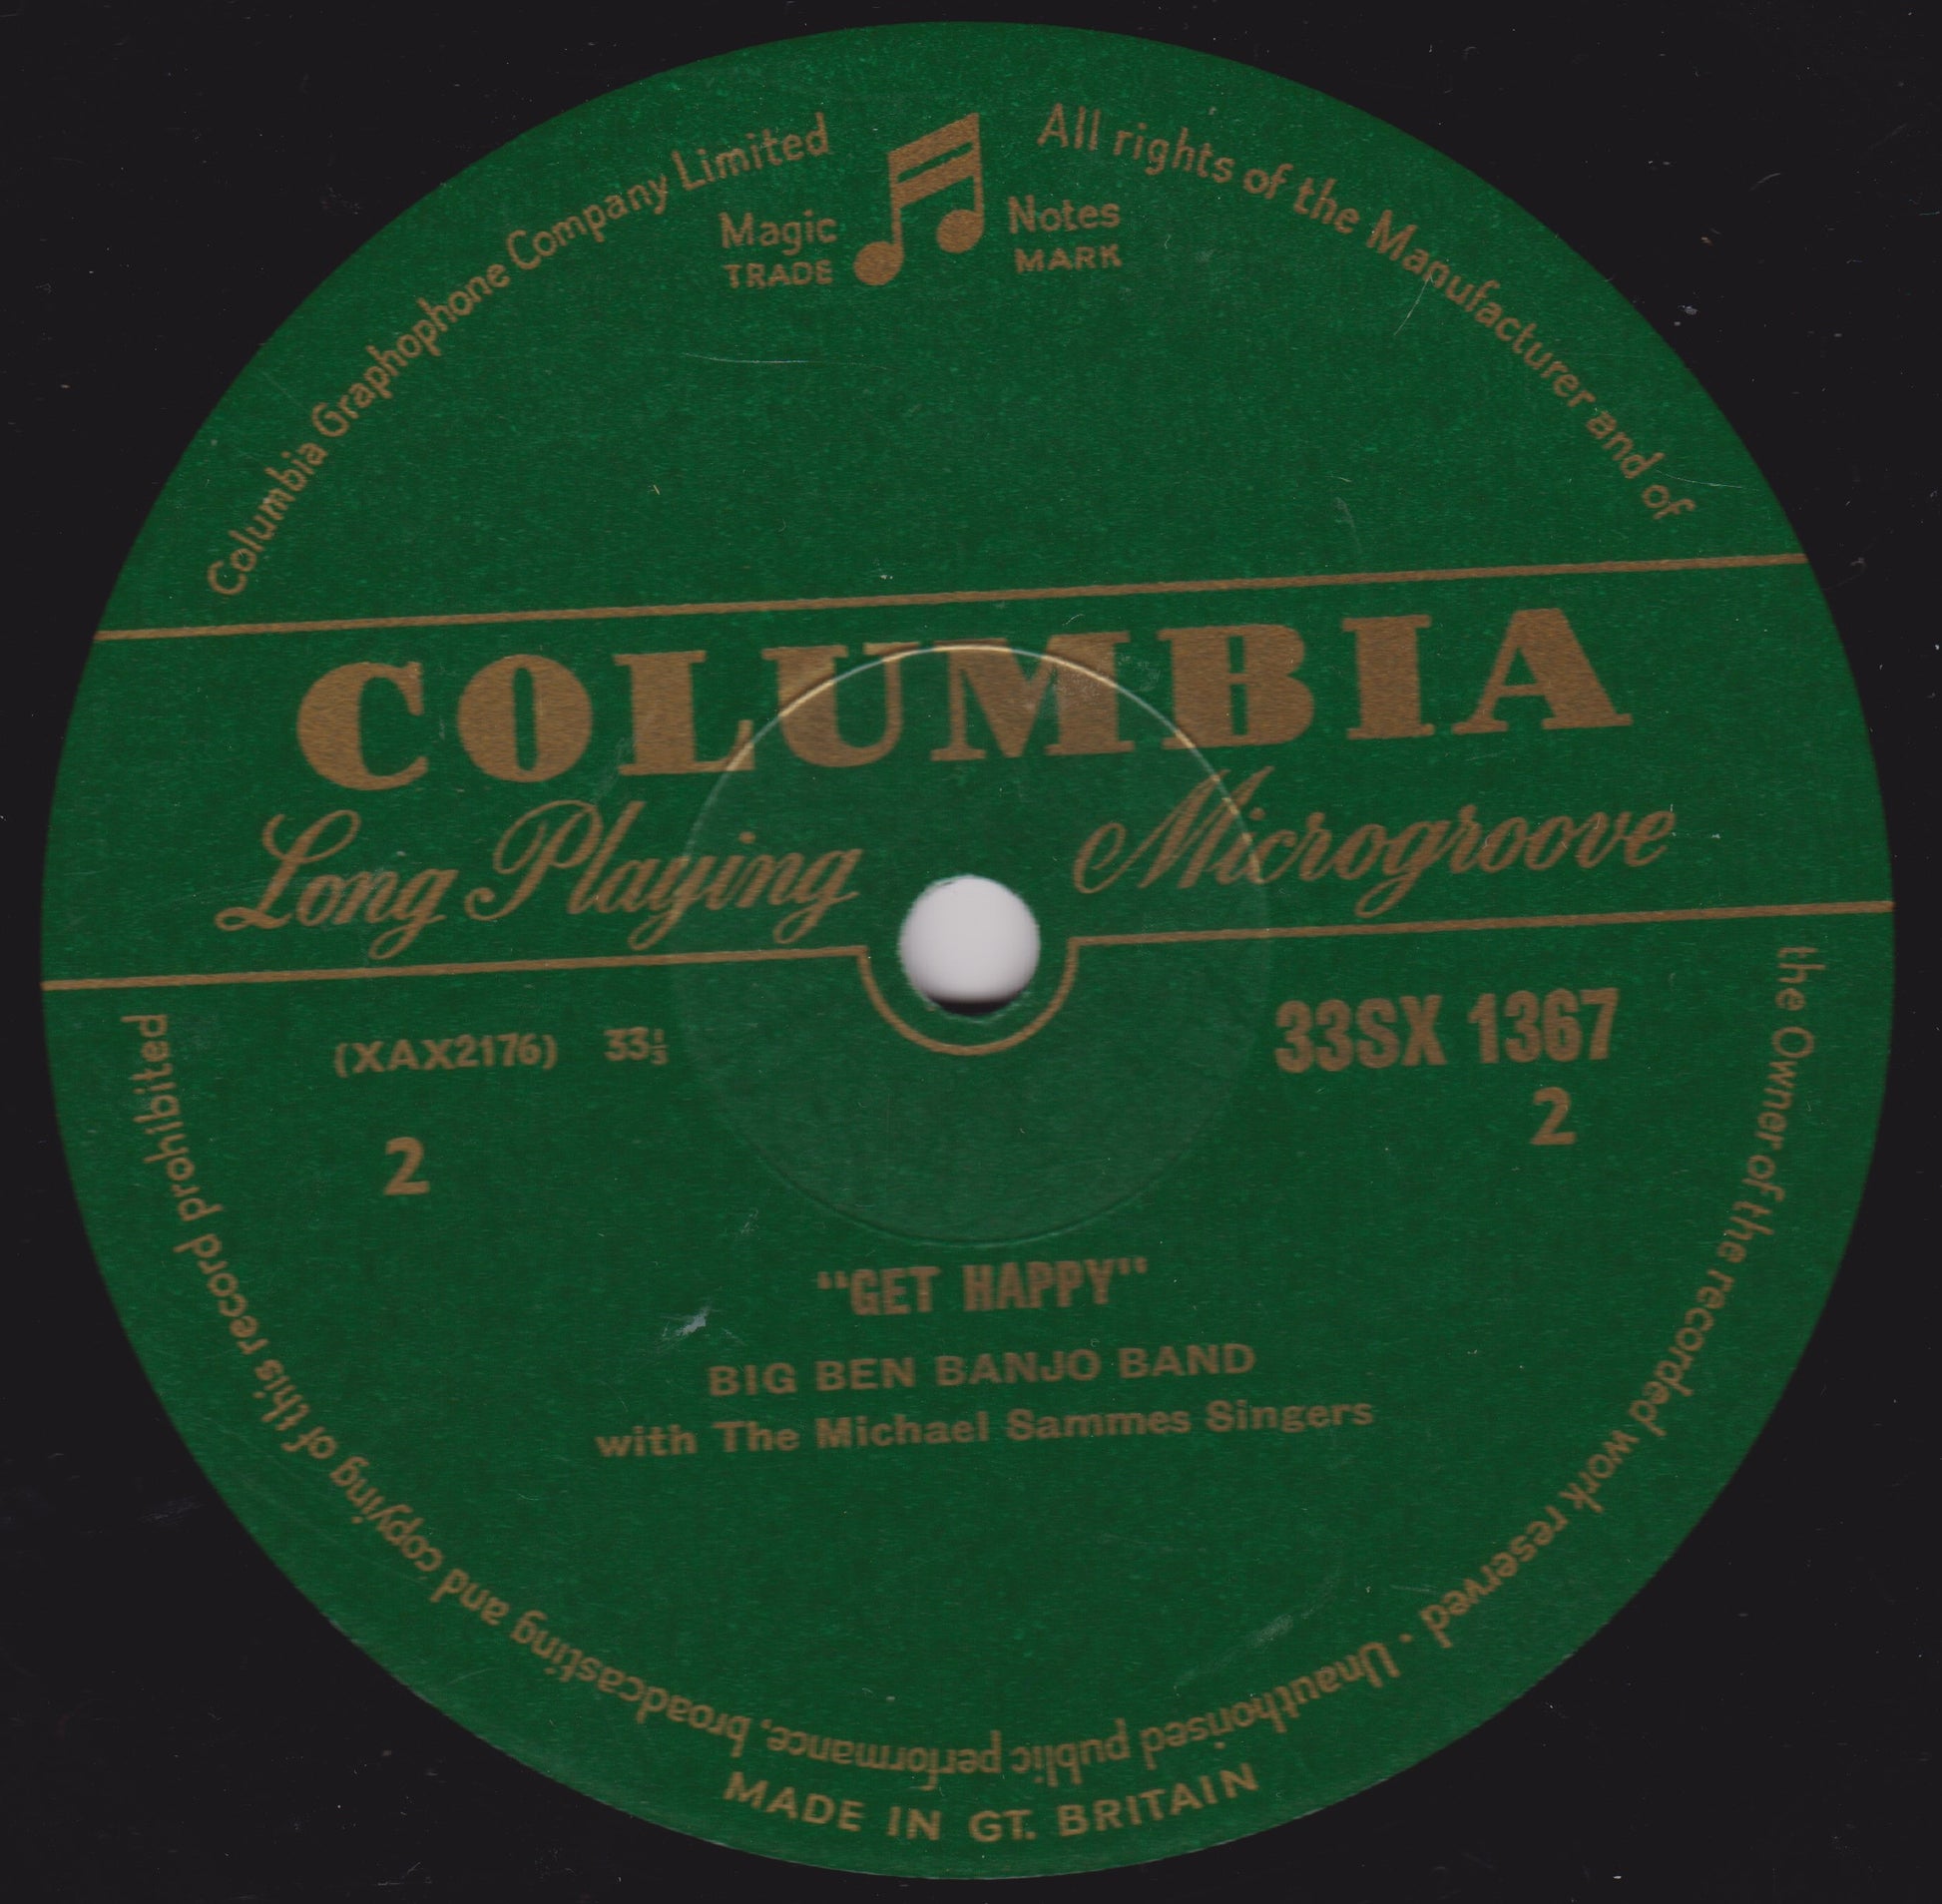 Columbia Graphophone Company Limited
All rights of the Manufacturer and of
the Owner of the recorded work reserved · Unauthorised public performance, broadcasting and copying of this record prohibited
Magic Notes
TRADE MARK
COLUMBIA
Long Playing Microgroove
(XAX2176) 33⅓ 33SX 1367
2 2
"GET HAPPY"
BIG BEN BANJO BAND
with The Michael Sammes Singers
MADE IN GT. BRITAIN